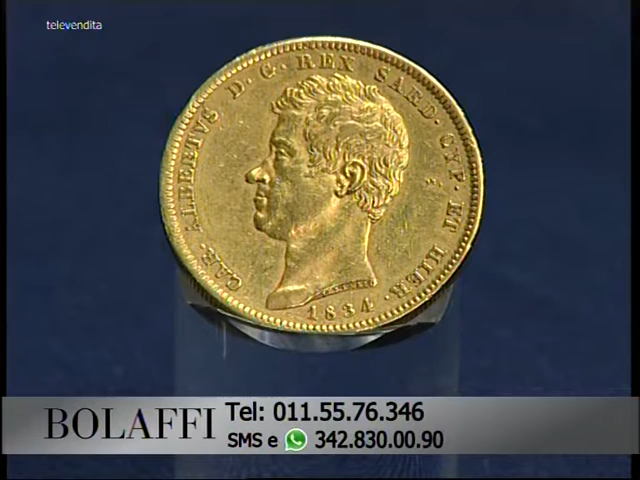 televendita
CAR·ALBERTVS D·G·REX SARD·CYP·ET HIER·
1834
BOLAFFI
Tel: 011.55.76.346
SMS e 342.830.00.90